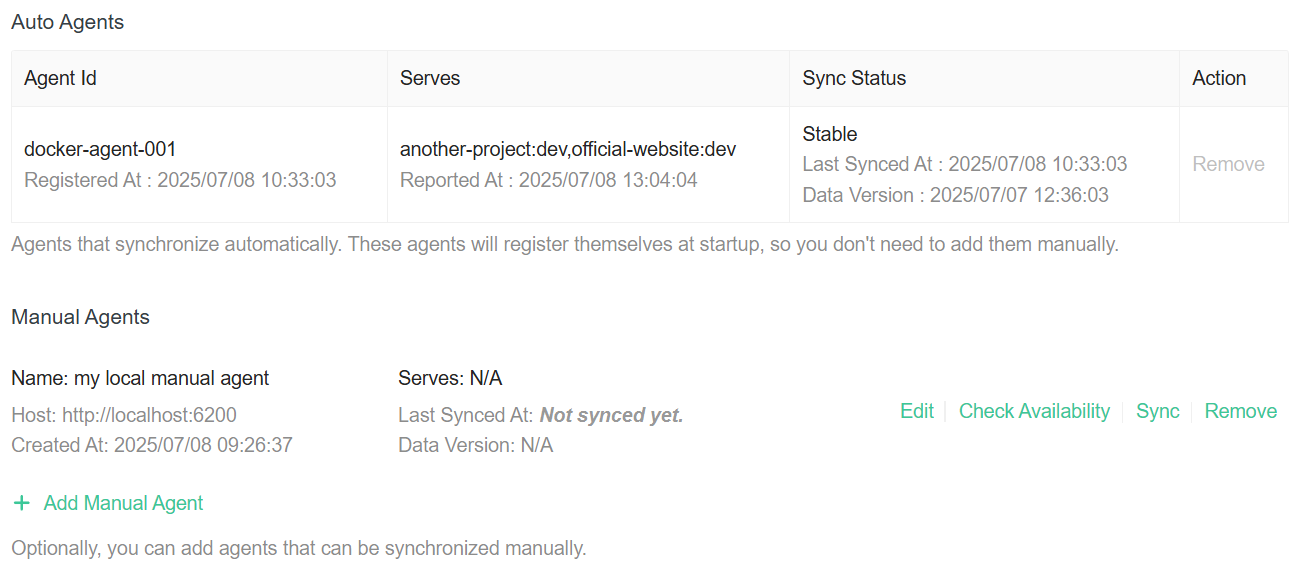 Auto Agents
Agent Id Serves Sync Status Action
docker-agent-001
Registered At : 2025/07/08 10:33:03
another-project:dev,official-website:dev
Reported At : 2025/07/08 13:04:04
Stable
Last Synced At : 2025/07/08 10:33:03
Data Version : 2025/07/07 12:36:03
Remove
Agents that synchronize automatically. These agents will register themselves at startup, so you don't need to add them manually.
Manual Agents
Name: my local manual agent
Host: http://localhost:6200
Created At: 2025/07/08 09:26:37
Serves: N/A
Last Synced At: Not synced yet.
Data Version: N/A
Edit Check Availability Sync Remove
+ Add Manual Agent
Optionally, you can add agents that can be synchronized manually.